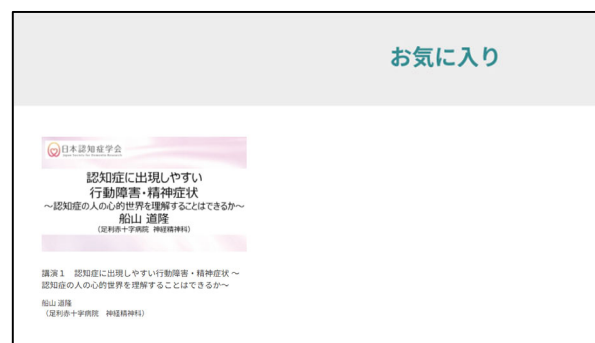 お気に入り
日本認知症学会
Japan Society for Dementia Research
認知症に出現しやすい
行動障害・精神症状
～認知症の人の心的世界を理解することはできるか～
船山 道隆
(足利赤十字病院 神経精神科)
講演１　認知症に出現しやすい行動障害・精神症状 ～
認知症の人の心的世界を理解することはできるか～
船山 道隆
（足利赤十字病院　神経精神科）